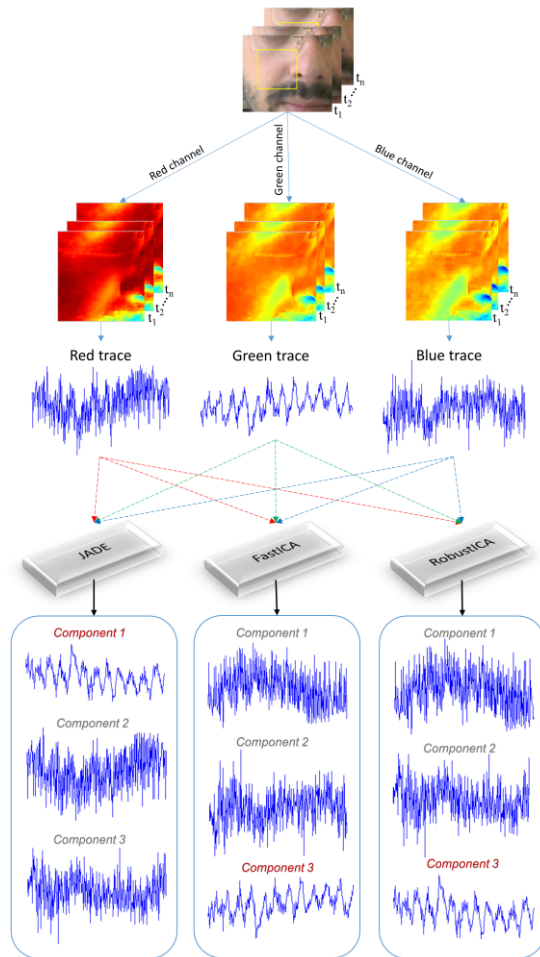 t1
t2
tn
Red channel
Green channel
Blue channel
t1
t2
tn
t1
t2
tn
t1
t2
tn
Red trace
Green trace
Blue trace
JADE
FastICA
RobustICA
Component 1
Component 2
Component 3
Component 1
Component 2
Component 3
Component 1
Component 2
Component 3